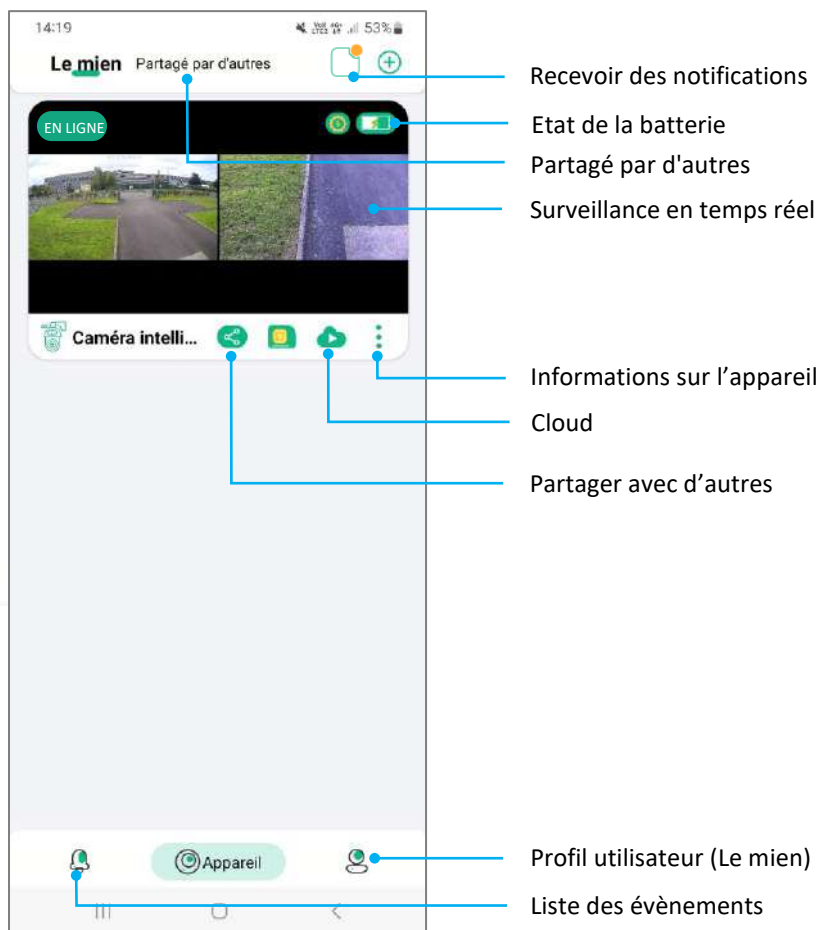 14:19
53%
Le mien Partagé par d'autres
Recevoir des notifications
EN LIGNE
Etat de la batterie
Partagé par d'autres
Surveillance en temps réel
Caméra intelli...
Informations sur l’appareil
Cloud
Partager avec d’autres
Appareil
Profil utilisateur (Le mien)
Liste des évènements